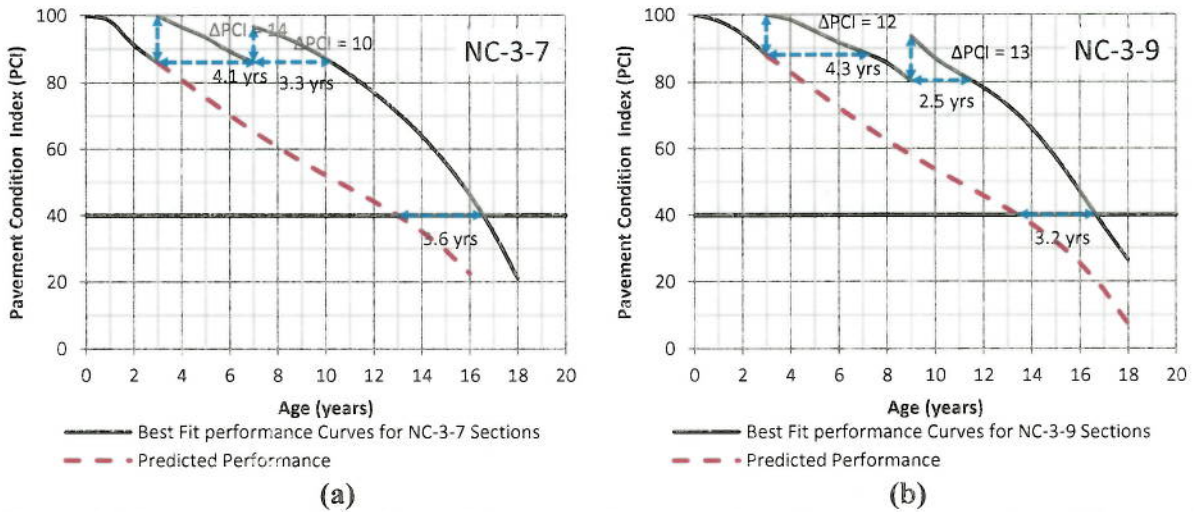 NC-3-7
ΔPCI = 14
ΔPCI = 10
4.1 yrs
3.3 yrs
3.6 yrs
Pavement Condition Index (PCI)
100
80
60
40
20
0
0 2 4 6 8 10 12 14 16 18 20
Age (years)
Best Fit performance Curves for NC-3-7 Sections
Predicted Performance
(a)
NC-3-9
ΔPCI = 12
ΔPCI = 13
4.3 yrs
2.5 yrs
3.2 yrs
Pavement Condition Index (PCI)
100
80
60
40
20
0
0 2 4 6 8 10 12 14 16 18 20
Age (years)
Best Fit performance Curves for NC-3-9 Sections
Predicted Performance
(b)